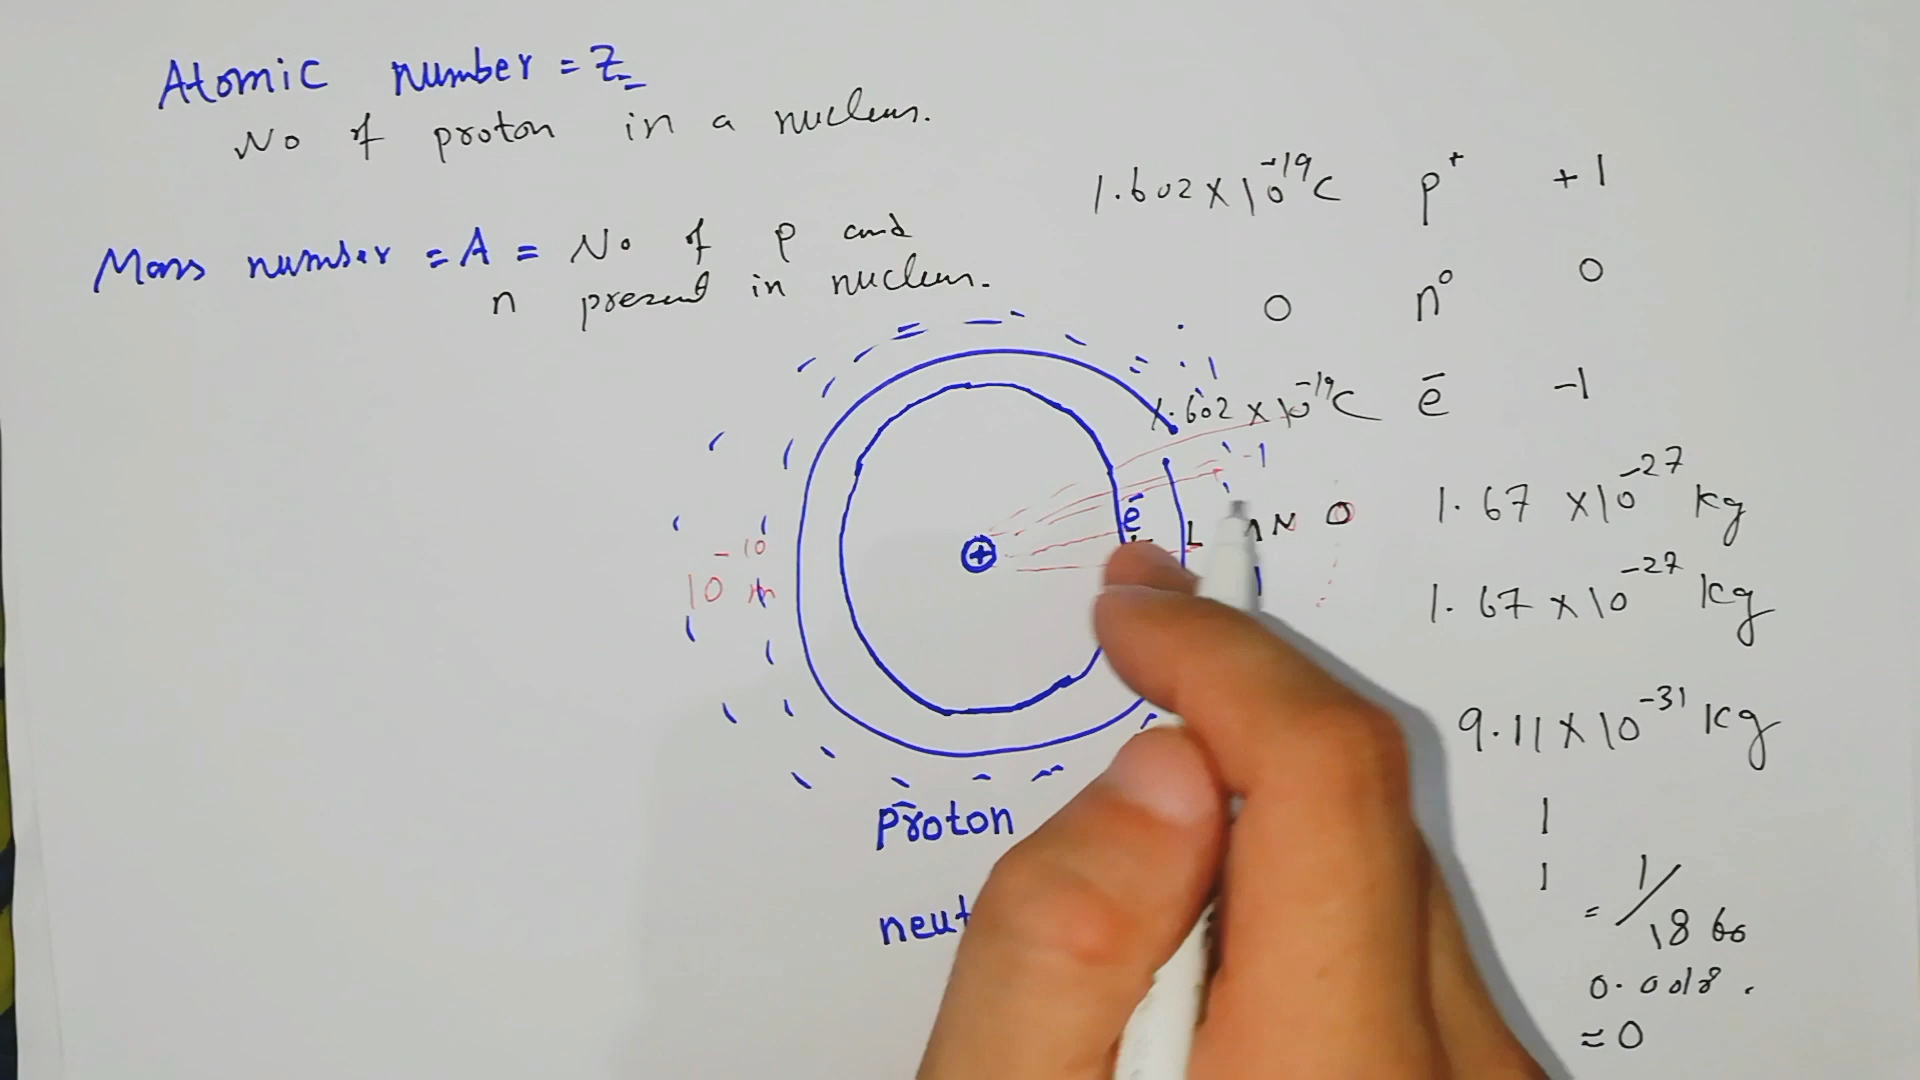 Atomic number = Z
No of proton in a nucleus.
Mass number = A = No of p and
n present in nucleus.
1.602 x 10⁻¹⁹ C p⁺ +1
0 n⁰ 0
1.602 x 10⁻¹⁹ C e⁻ -1
-1
e⁻
L N O
+
10⁻¹⁰ m
1.67 x 10⁻²⁷ kg
1.67 x 10⁻²⁷ kg
9.11 x 10⁻³¹ kg
proton
neut
1
1
= 1/1860
0.0018.
≈ 0